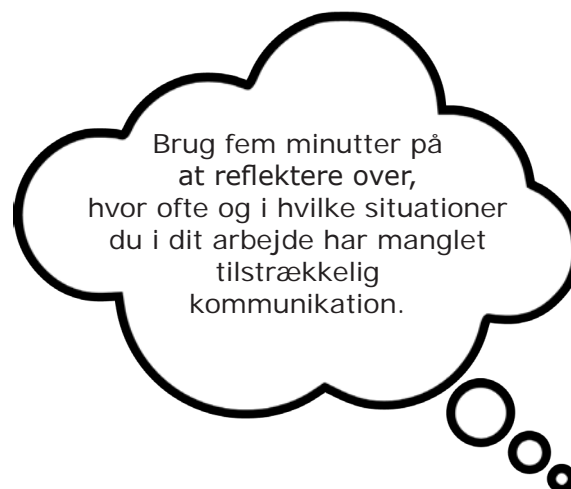 Brug fem minutter på
at reflektere over,
hvor ofte og i hvilke situationer
du i dit arbejde har manglet
tilstrækkelig
kommunikation.